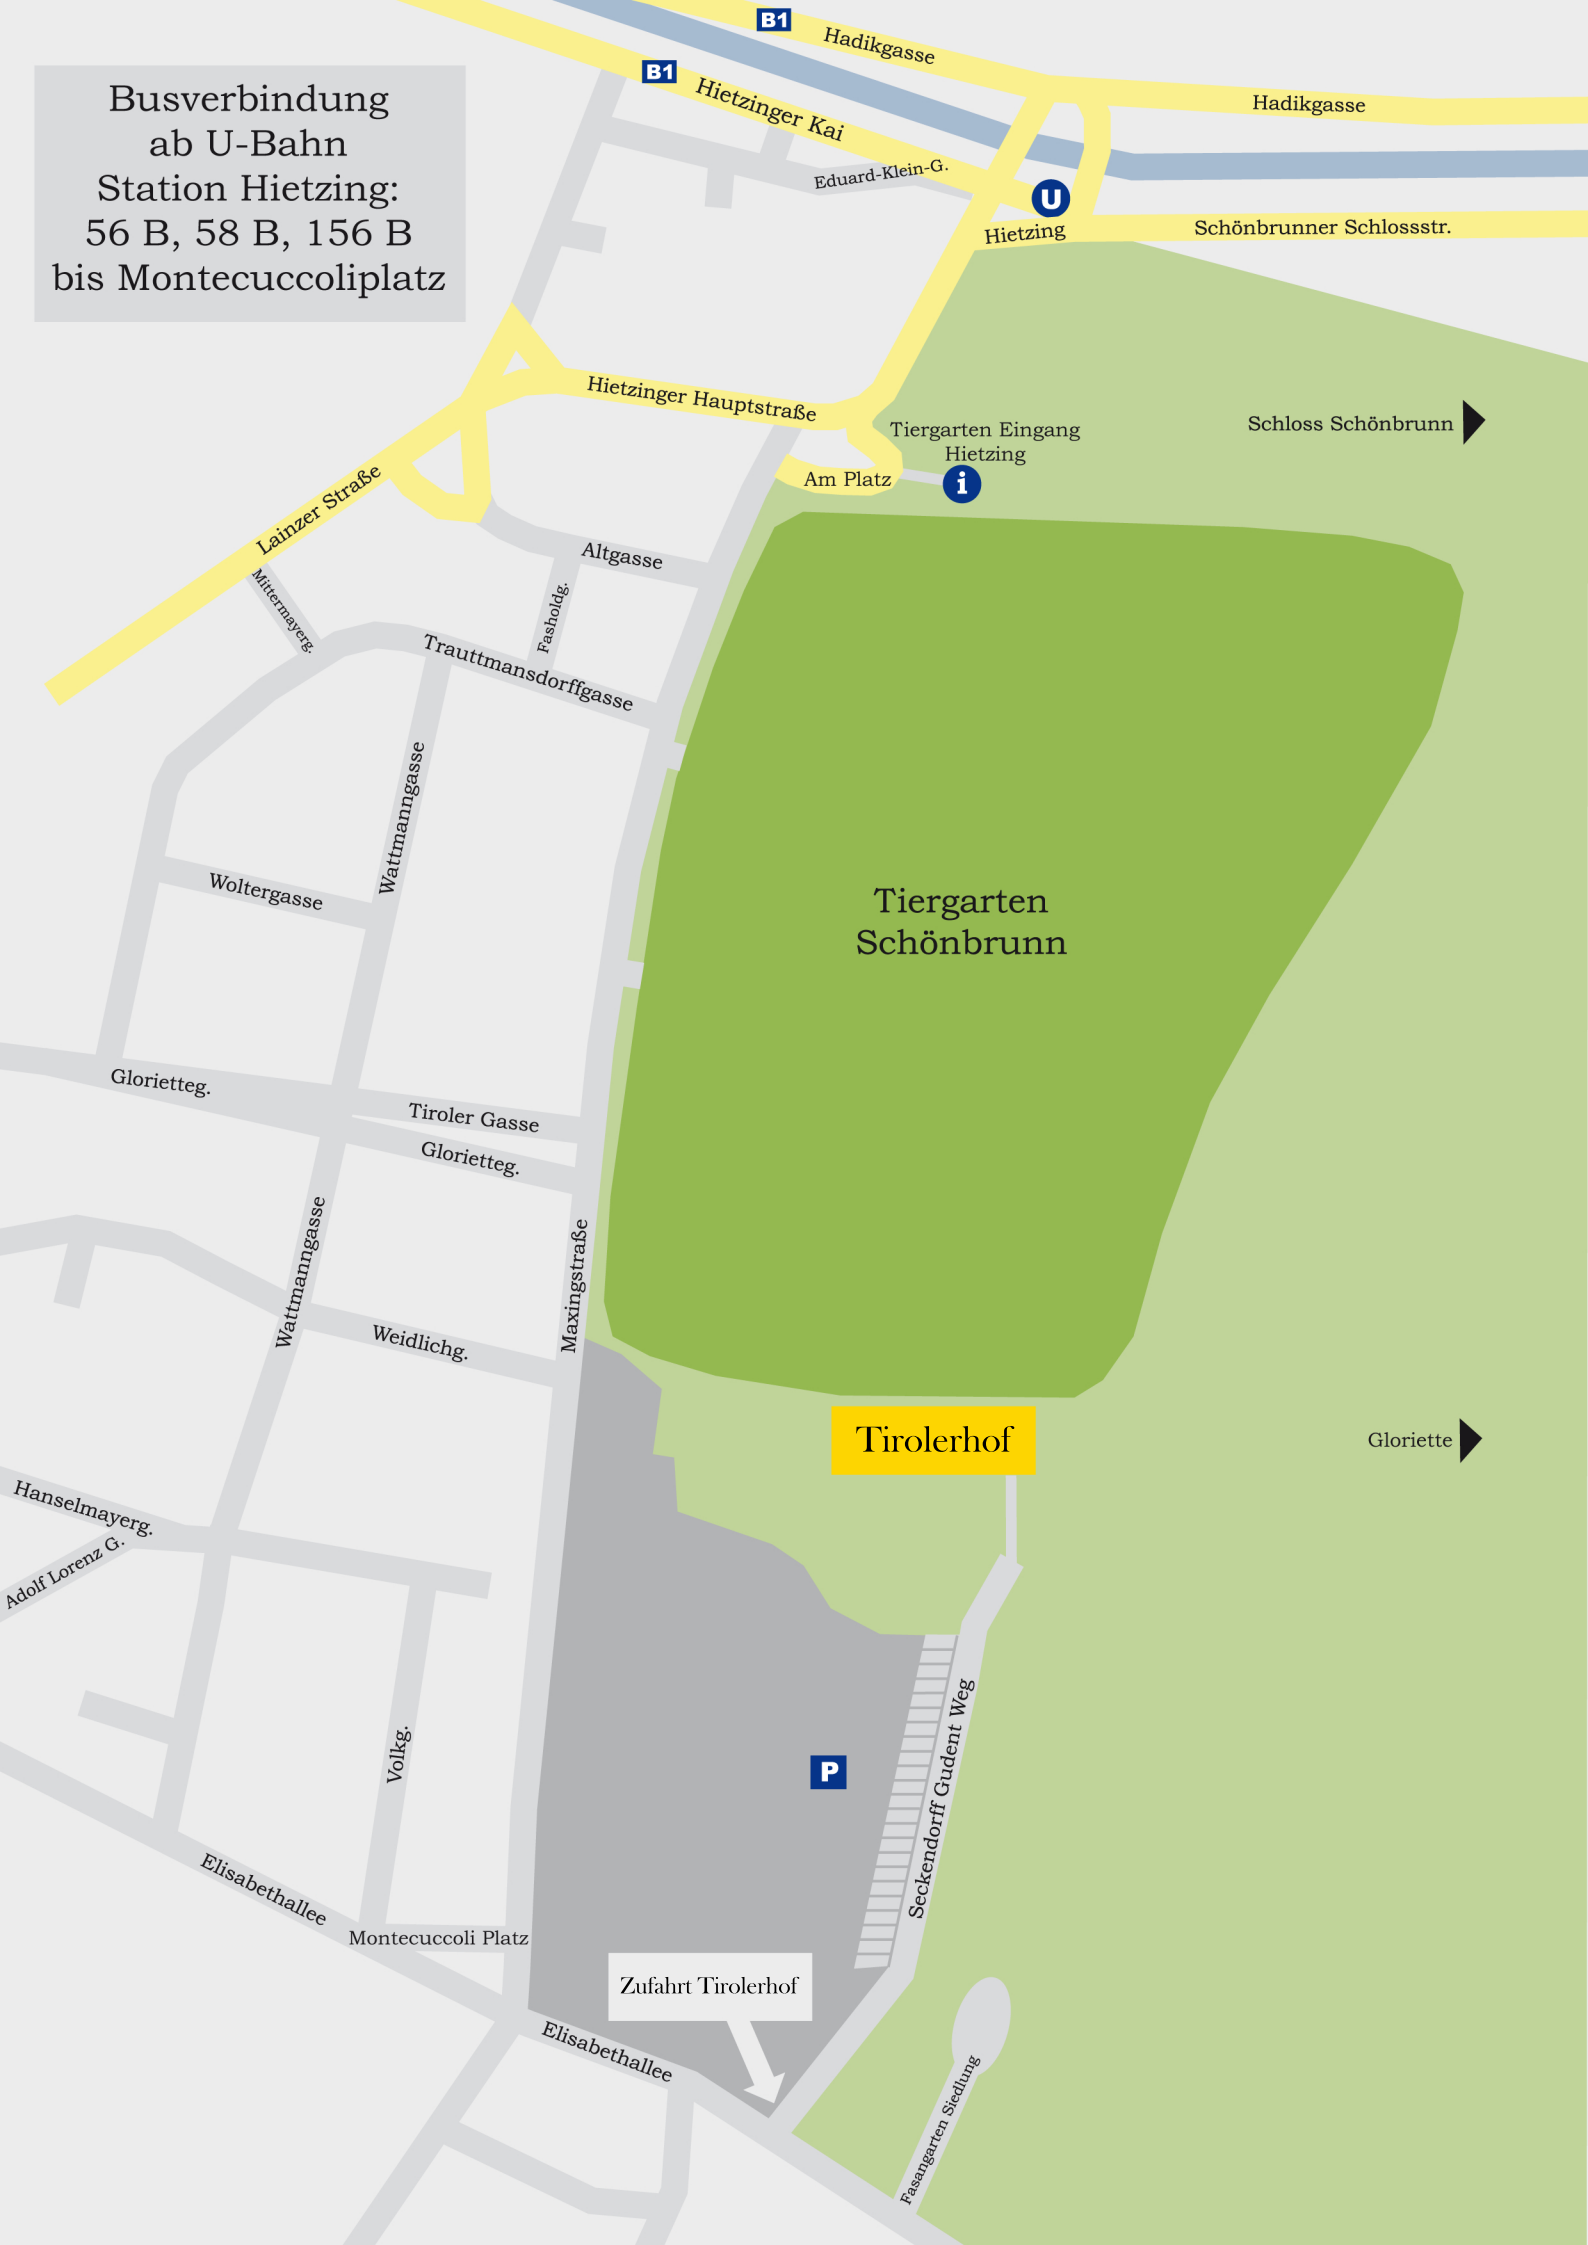 B1
Hadikgasse
Busverbindung
ab U-Bahn
Station Hietzing:
56 B, 58 B, 156 B
bis Montecuccoliplatz
B1
Hietzinger Kai
Hadikgasse
Eduard-Klein-G.
U
Hietzing
Schönbrunner Schlossstr.
Hietzinger Hauptstraße
Tiergarten Eingang
Hietzing
i
Schloss Schönbrunn
Am Platz
Lainzer Straße
Altgasse
Mittermayerg.
Fasholdg.
Trauttmansdorffgasse
Wattmanngasse
Woltergasse
Tiergarten
Schönbrunn
Glorietteg.
Tiroler Gasse
Glorietteg.
Wattmanngasse
Maxingstraße
Weidlichg.
Tirolerhof
Gloriette
Hanselmayerg.
Adolf Lorenz G.
Volkg.
P
Seckendorff Gudent Weg
Elisabethallee
Montecuccoli Platz
Zufahrt Tirolerhof
Elisabethallee
Fasangarten Siedlung